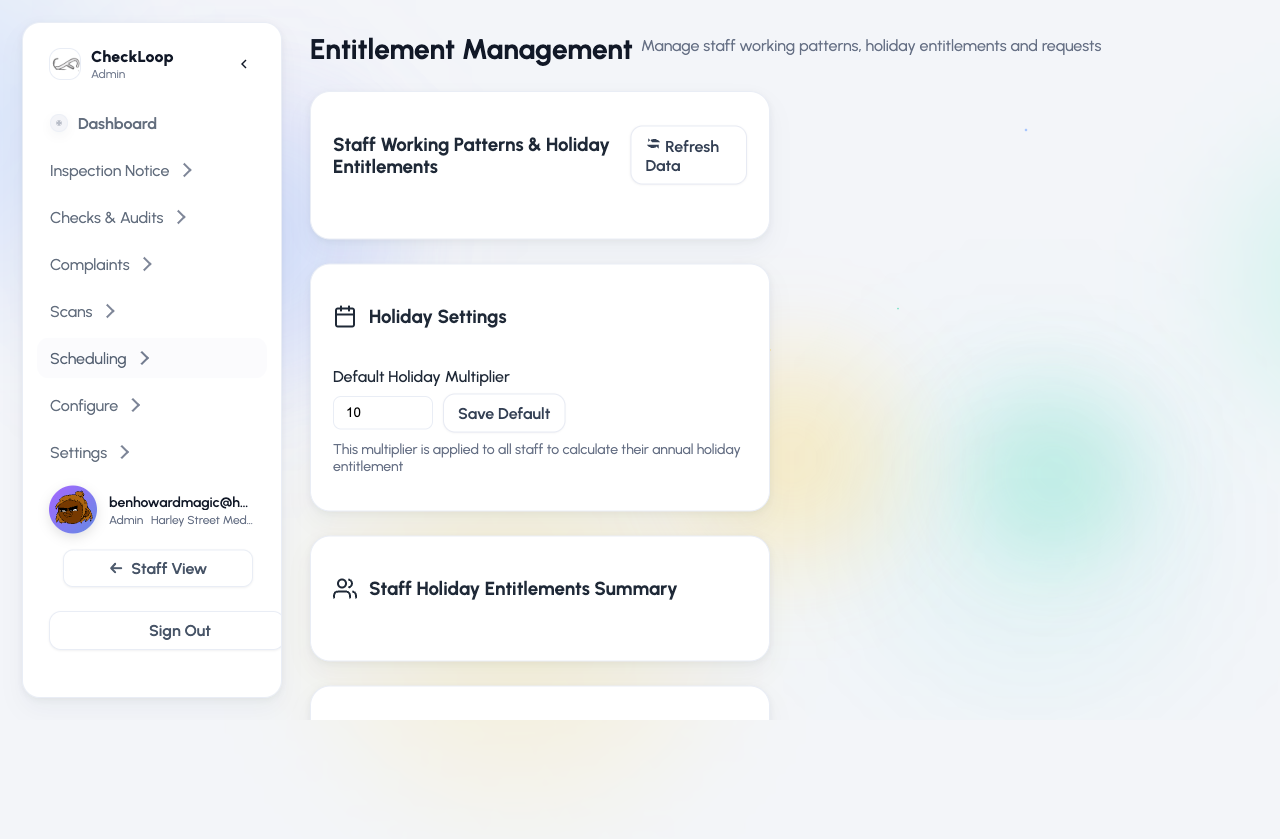 CheckLoop
Admin
Dashboard
Inspection Notice
Checks & Audits
Complaints
Scans
Scheduling
Configure
Settings
benhowardmagic@h...
Admin Harley Street Med...
Staff View
Sign Out
Entitlement Management Manage staff working patterns, holiday entitlements and requests
Staff Working Patterns & Holiday
Entitlements
Refresh
Data
Holiday Settings
Default Holiday Multiplier
10
Save Default
This multiplier is applied to all staff to calculate their annual holiday
entitlement
Staff Holiday Entitlements Summary